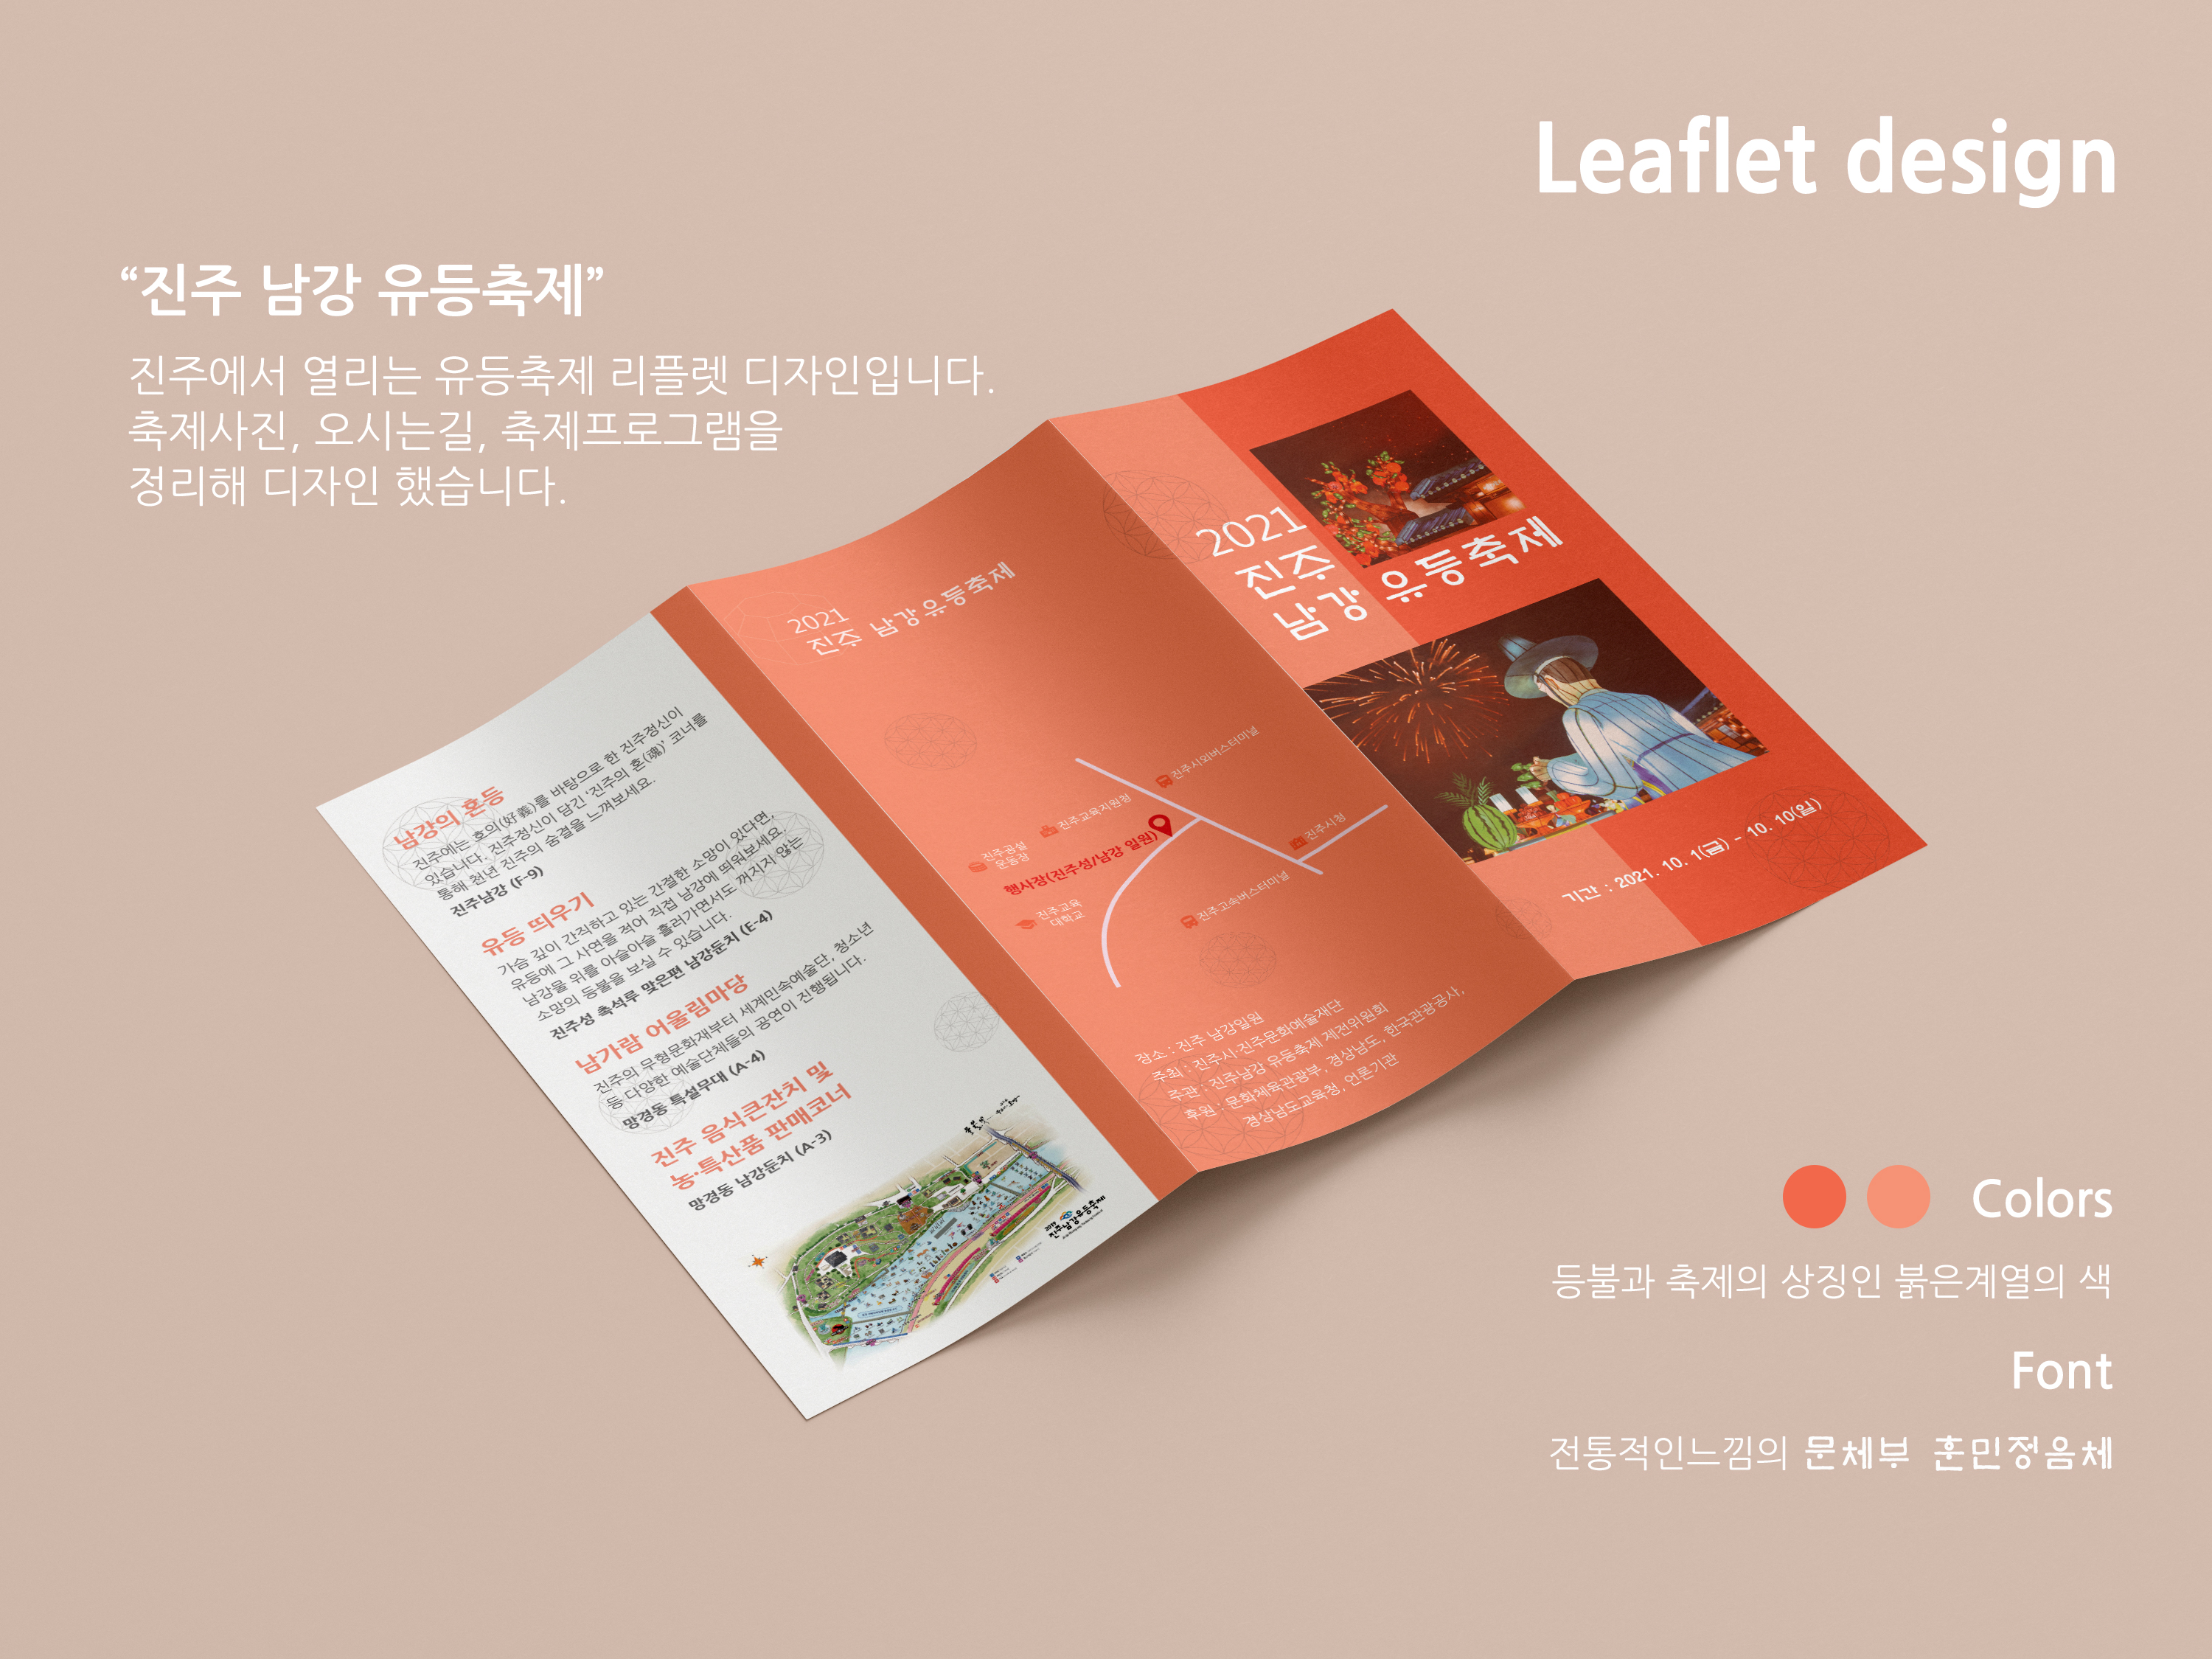 Leaflet design
“진주 남강 유등축제”
진주에서 열리는 유등축제 리플렛 디자인입니다.
축제사진, 오시는길, 축제프로그램을
정리해 디자인 했습니다.
남강의 혼등
진주에는 호의(好義)를 바탕으로 한 진주정신이
있습니다. 진주정신이 담긴 ‘진주의 혼(魂)’ 코너를
통해 천년 진주의 숨결을 느껴보세요.
진주남강 (F-9)
유등 띄우기
가슴 깊이 간직하고 있는 간절한 소망이 있다면,
유등에 그 사연을 적어 직접 남강에 띄워보세요.
남강물 위를 아슬아슬 흘러가면서도 꺼지지 않는
소망의 등불을 보실 수 있습니다.
진주성 촉석루 맞은편 남강둔치 (E-4)
남가람 어울림마당
진주의 무형문화재부터 세계민속예술단, 청소년
등 다양한 예술단체들의 공연이 진행됩니다.
망경동 특설무대 (A-4)
진주 음식큰잔치 및
농·특산품 판매코너
망경동 남강둔치 (A-3)
진주남강유등축제
2021
진주 남강유등축제
진주시외버스터미널
진주교육지원청
진주공설
운동장
행사장(진주성/남강 일원)
진주시청
진주교육
대학교
진주고속버스터미널
장소 : 진주 남강일원
주최 : 진주시·진주문화예술재단
주관 : 진주남강 유등축제 제전위원회
후원 : 문화체육관광부, 경상남도, 한국관광공사,
경상남도교육청, 언론기관
2021
진주
남강 유등축제
기간 : 2021. 10. 1(금) - 10. 10(일)
Colors
등불과 축제의 상징인 붉은계열의 색
Font
전통적인느낌의 문체부 훈민정음체